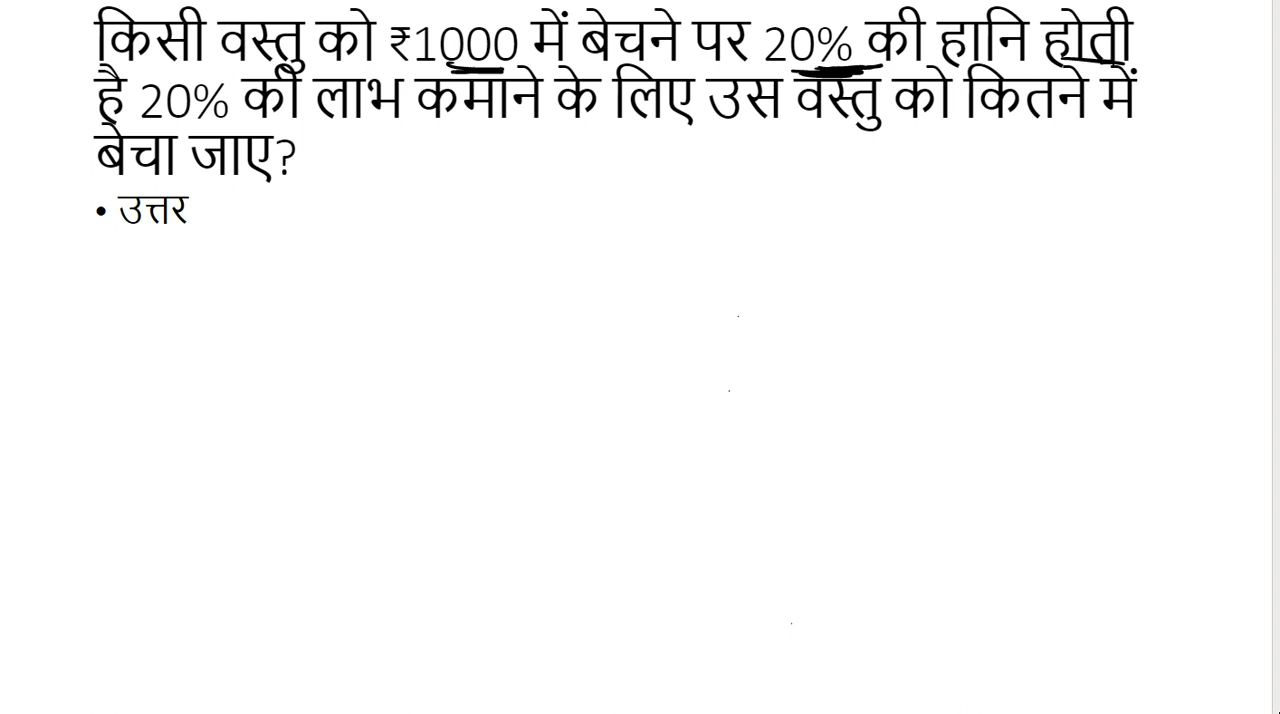 किसी वस्तु को ₹1000 में बेचने पर 20% की हानि होती
है 20% की लाभ कमाने के लिए उस वस्तु को कितने में
बेचा जाए?
• उत्तर